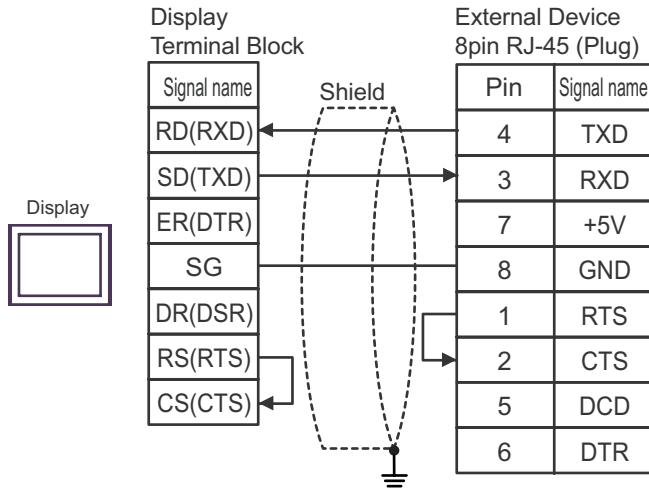 Display
Terminal Block
External Device
8pin RJ-45 (Plug)
Signal name
Shield
Pin Signal name
RD(RXD) 4 TXD
SD(TXD) 3 RXD
Display
ER(DTR) 7 +5V
SG 8 GND
DR(DSR) 1 RTS
RS(RTS) 2 CTS
CS(CTS) 5 DCD
6 DTR